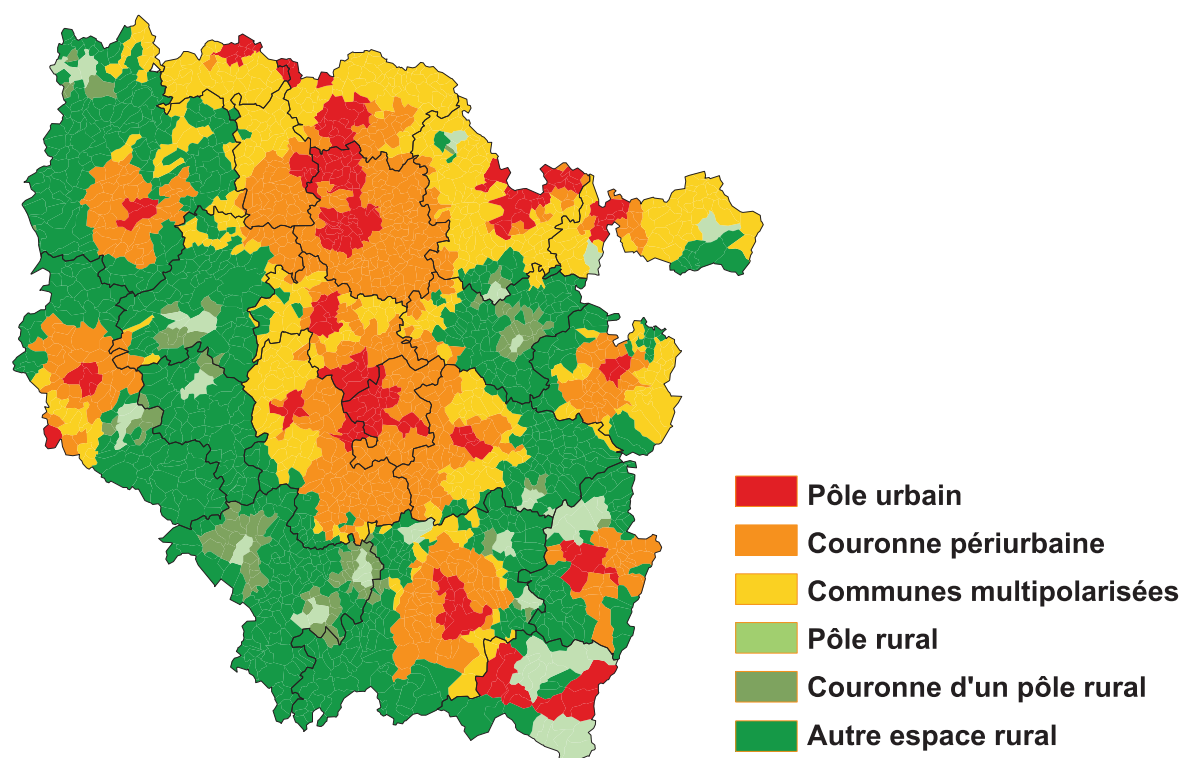 Pôle urbain
Couronne périurbaine
Communes multipolarisées
Pôle rural
Couronne d'un pôle rural
Autre espace rural